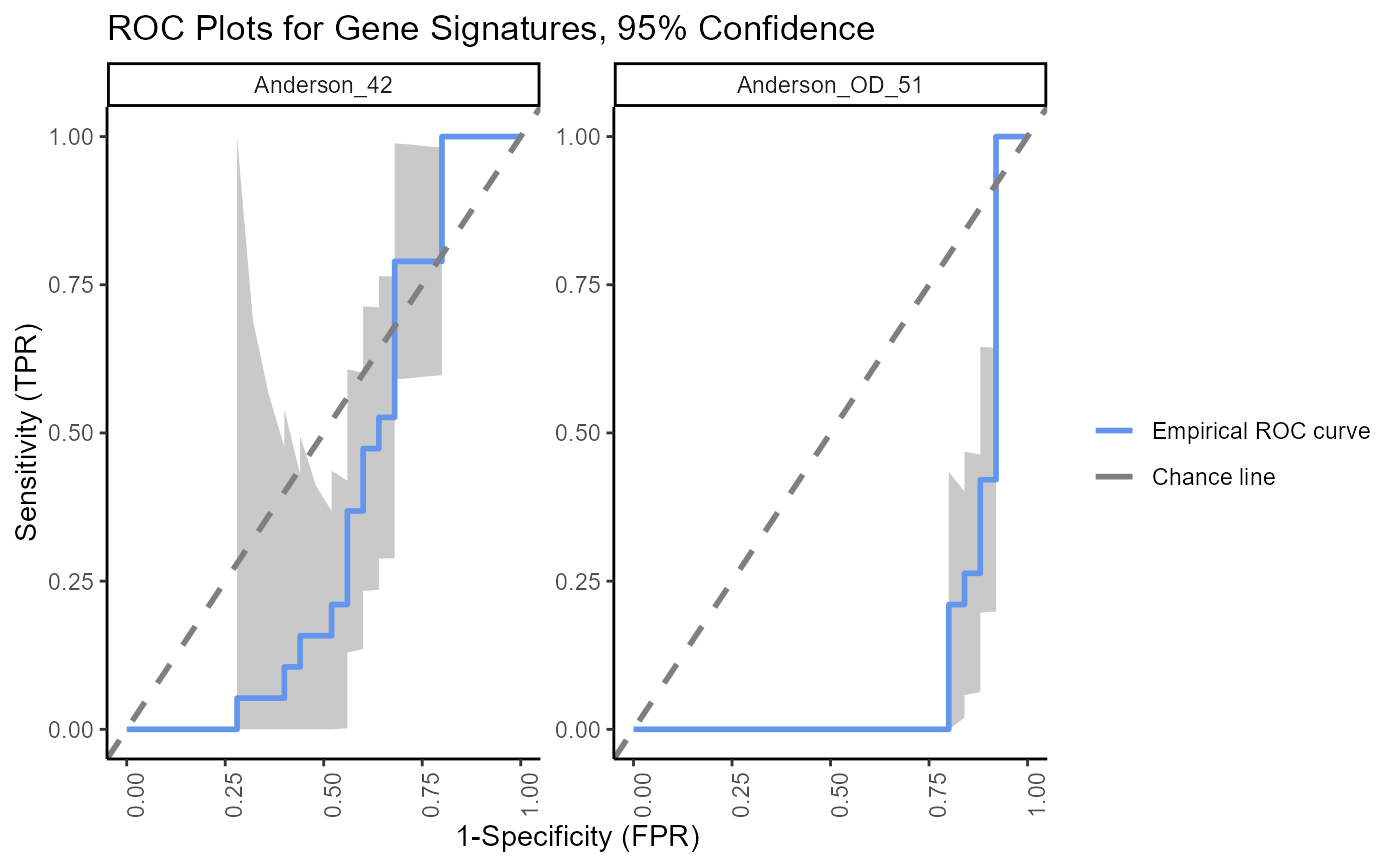 ROC Plots for Gene Signatures, 95% Confidence
Anderson_42
Anderson_OD_51
1.00
0.75
0.50
0.25
0.00
1.00
0.75
0.50
0.25
0.00
Sensitivity (TPR)
0.00
0.25
0.50
0.75
1.00
0.00
0.25
0.50
0.75
1.00
1-Specificity (FPR)
Empirical ROC curve
Chance line